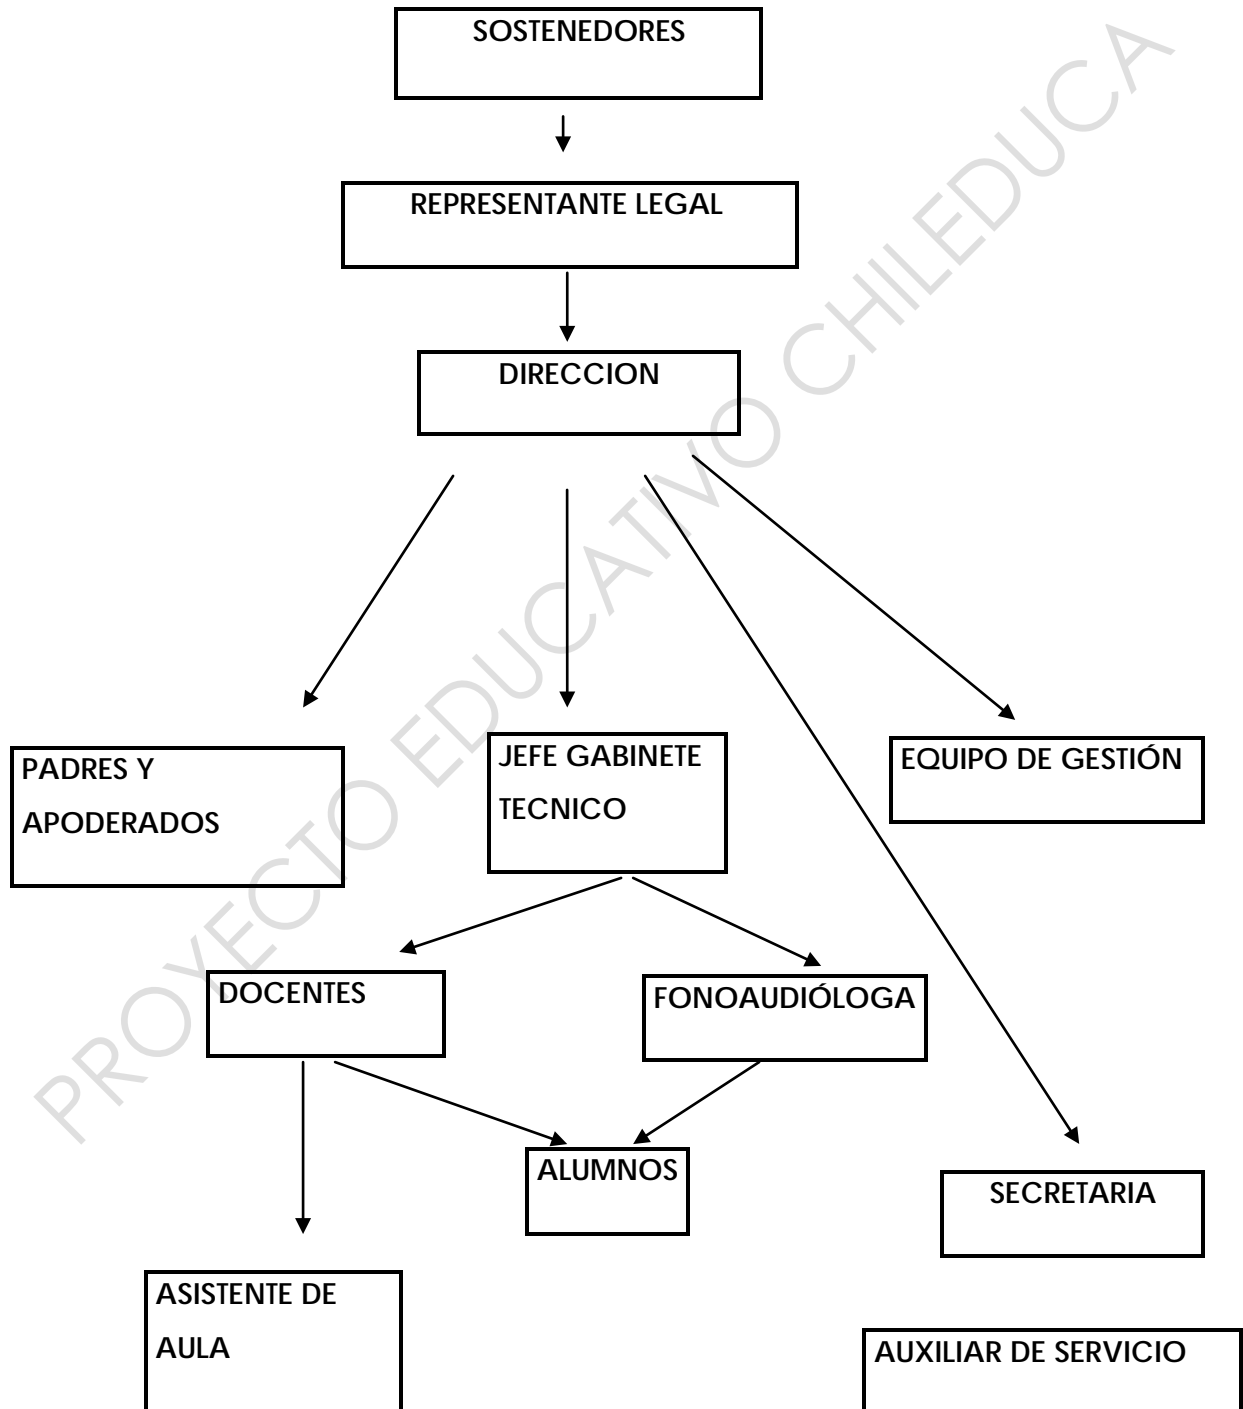 SOSTENEDORES
REPRESENTANTE LEGAL
DIRECCION
PADRES Y
APODERADOS
JEFE GABINETE
TECNICO
EQUIPO DE GESTIÓN
DOCENTES
FONOAUDIÓLOGA
ALUMNOS
SECRETARIA
ASISTENTE DE
AULA
AUXILIAR DE SERVICIO
PROYECTO EDUCATIVO CHILEDUCA